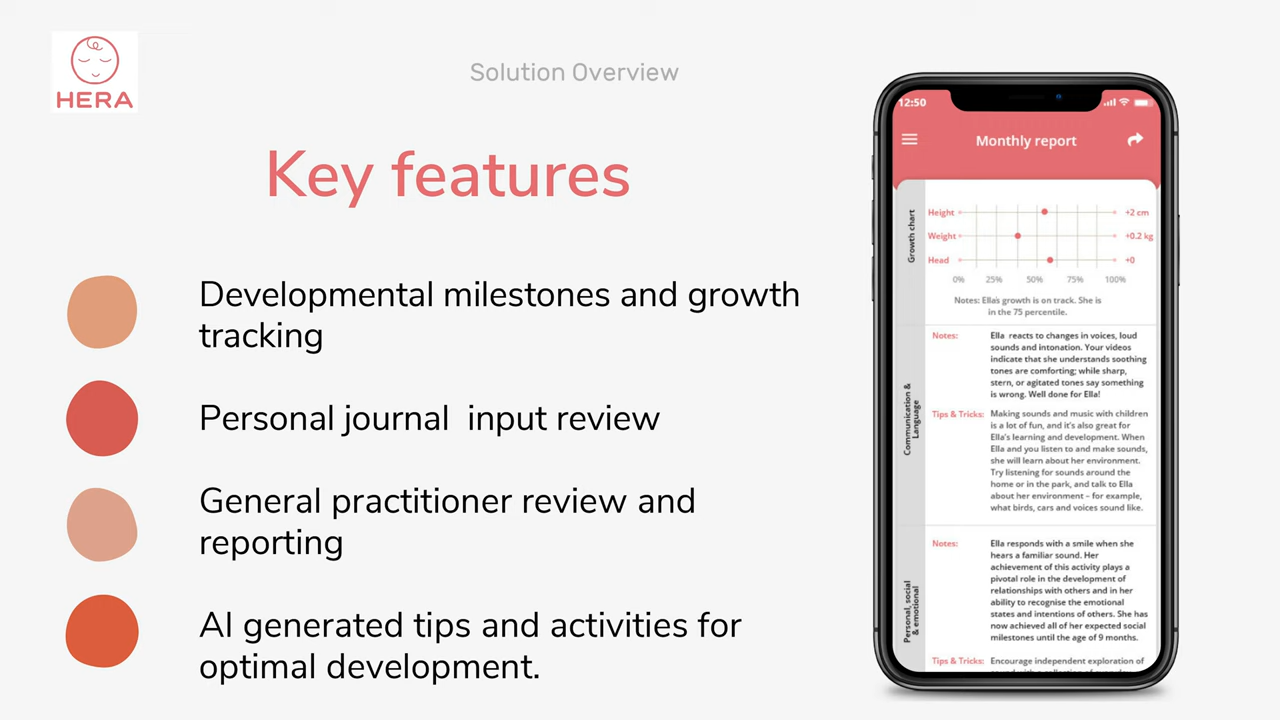 HERA
Solution Overview
Key features
Developmental milestones and growth
tracking
Personal journal  input review
General practitioner review and
reporting
AI generated tips and activities for
optimal development.
12:50
Monthly report
Growth chart
Height
+2 cm
Weight
+0.2 kg
Head
+0
0% 25% 50% 75% 100%
Notes: Ella's growth is on track. She is
in the 75 percentile.
Communication &
Language
Notes:
Ella reacts to changes in voices, loud
sounds and intonation. Your videos
indicate that she understands soothing
tones are comforting; while sharp,
stern, or agitated tones say something
is wrong. Well done for Ella!
Tips & Tricks:
Making sounds and music with children
is a lot of fun, and it's also great for
Ella's learning and development. When
Ella and you listen to and make sounds,
she will learn about her environment.
Try listening for sounds around the
home or in the park, and talk to Ella
about her environment – for example,
what birds, cars and voices sound like.
Personal, social
& emotional
Notes:
Ella responds with a smile when she
hears a familiar sound. Her
achievement of this activity plays a
pivotal role in the development of
relationships with others and in her
ability to recognise the emotional
states and intentions of others. She has
now achieved all of her expected social
milestones until the age of 9 months.
Tips & Tricks:
Encourage independent exploration of